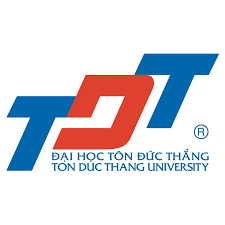 TDT
®
ĐẠI HỌC TÔN ĐỨC THẮNG
TON DUC THANG UNIVERSITY